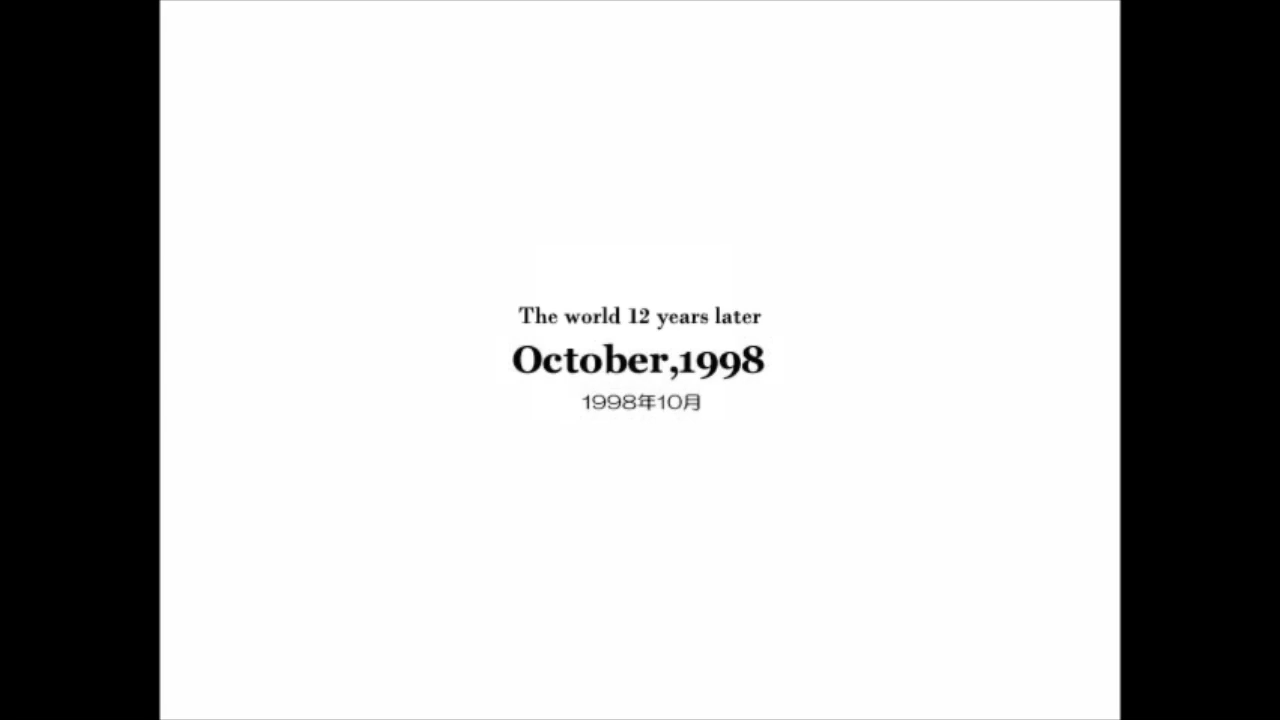 The world 12 years later
October,1998
1998年10月